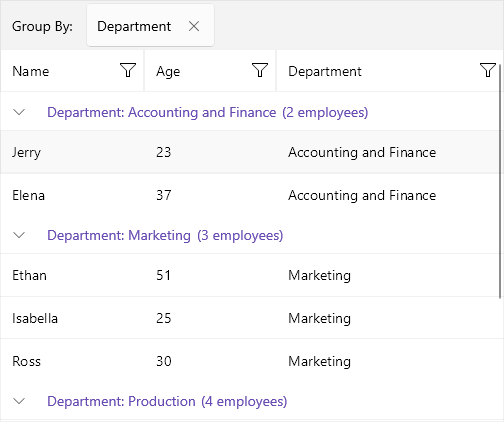 Group By: Department
Name Age Department
Department: Accounting and Finance (2 employees)
Jerry 23 Accounting and Finance
Elena 37 Accounting and Finance
Department: Marketing (3 employees)
Ethan 51 Marketing
Isabella 25 Marketing
Ross 30 Marketing
Department: Production (4 employees)